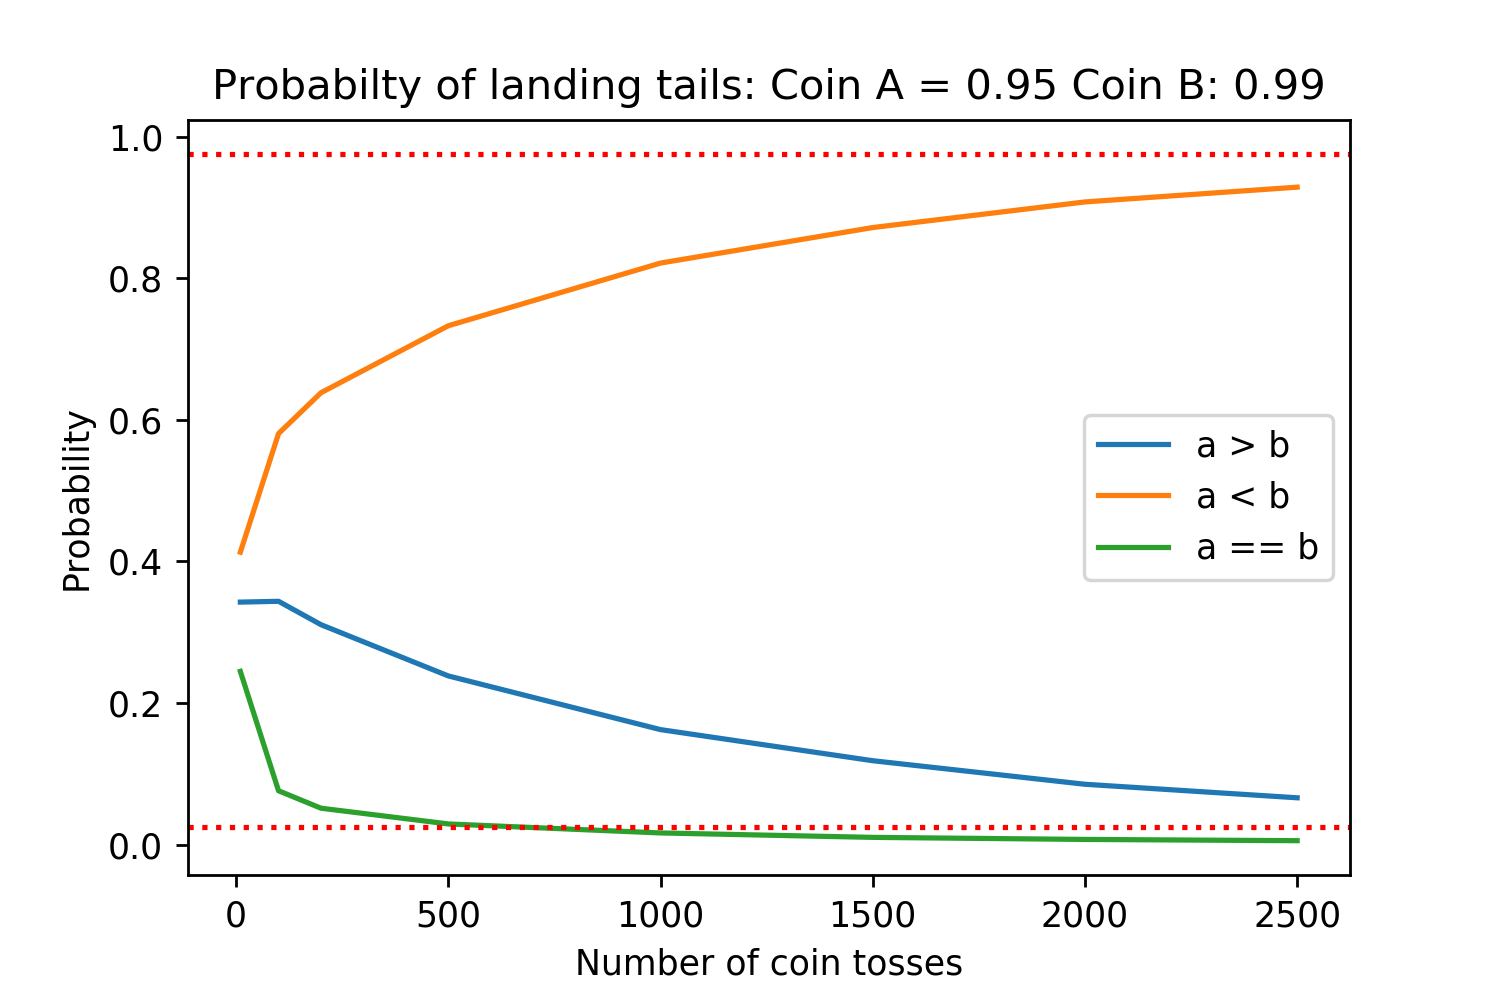 Probabilty of landing tails: Coin A = 0.95 Coin B: 0.99
1.0
0.8
0.6
0.4
0.2
0.0
Probability
a > b
a < b
a == b
0
500
1000
1500
2000
2500
Number of coin tosses